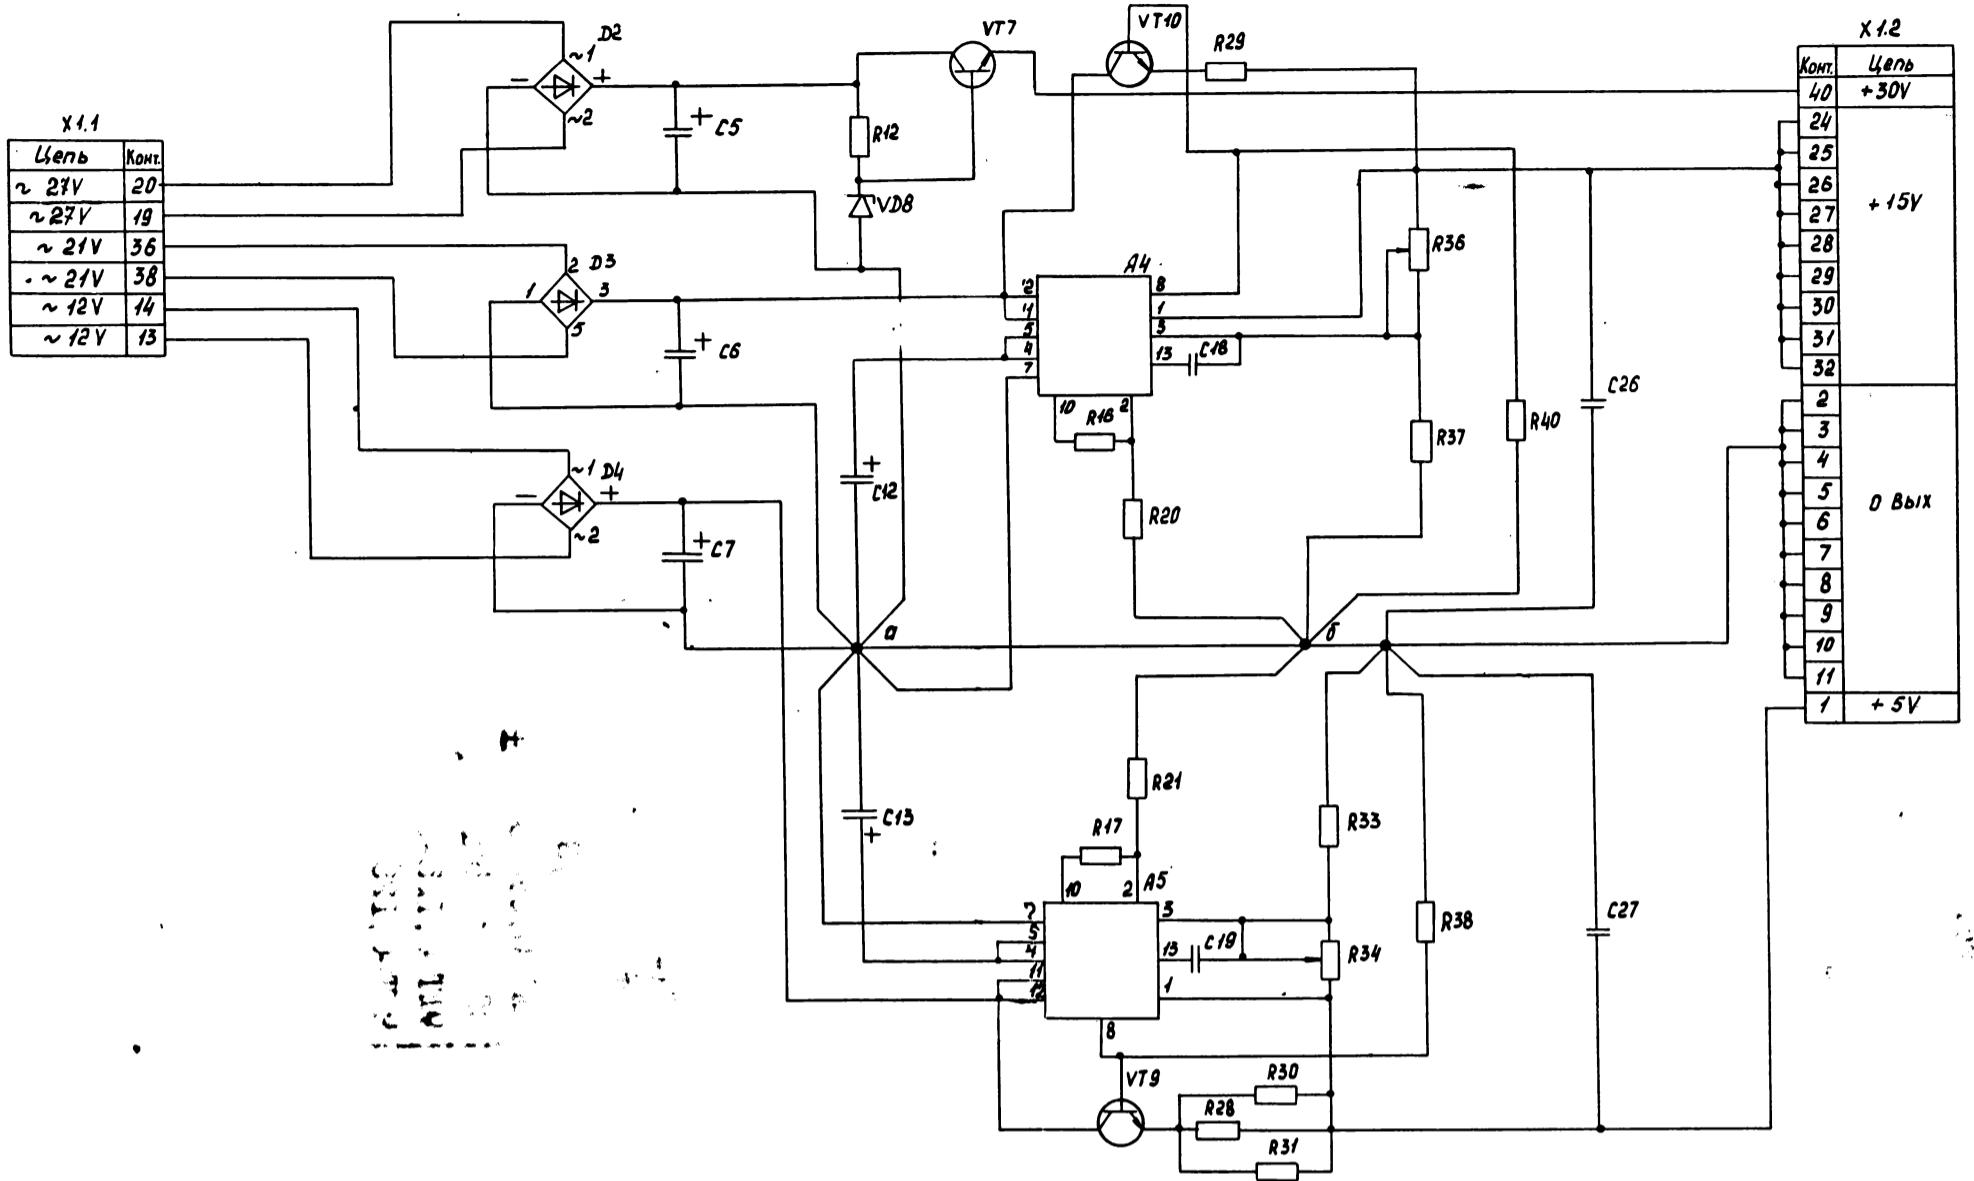 X1.1
Цепь Конт.
~ 27V 20
~ 27V 19
~ 21V 36
~ 21V 38
~ 12V 14
~ 12V 13
D2
~1
− +
~2
+ C5
R12
VD8
VT7
VT10
R29
2 D3
1 3
5
+ C6
~1 D4
− +
~2
+ C7
A4
12
11
5
4
7
8
1
3
13
C18
10 2
R16
R20
+
C12
а
б
R36
R37
R40
C26
C13
+
R21
R17
10 2 A5
7
5
4
11
12
3
13
1
8
C19
R33
R34
R38
C27
VT9
R30
R28
R31
X1.2
Конт. Цепь
40 +30V
24
25
26
27 +15V
28
29
30
31
32
2
3
4
5 0 Вых
6
7
8
9
10
11
1 +5V